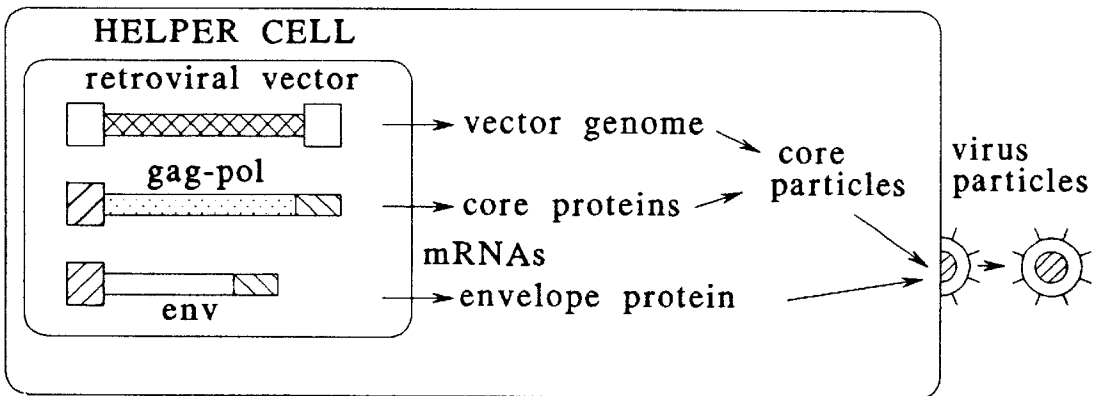 HELPER CELL
retroviral vector
vector genome
gag-pol
core
particles
virus
particles
core proteins
mRNAs
envelope protein
env